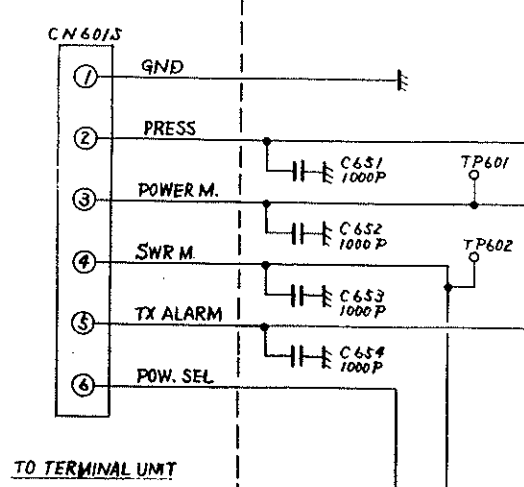 CN601S
① GND
② PRESS
C651
1000P
TP601
③ POWER M.
C652
1000P
TP602
④ SWR M.
C653
1000P
⑤ TX ALARM
C654
1000P
⑥ POW. SEL
TO TERMINAL UNIT